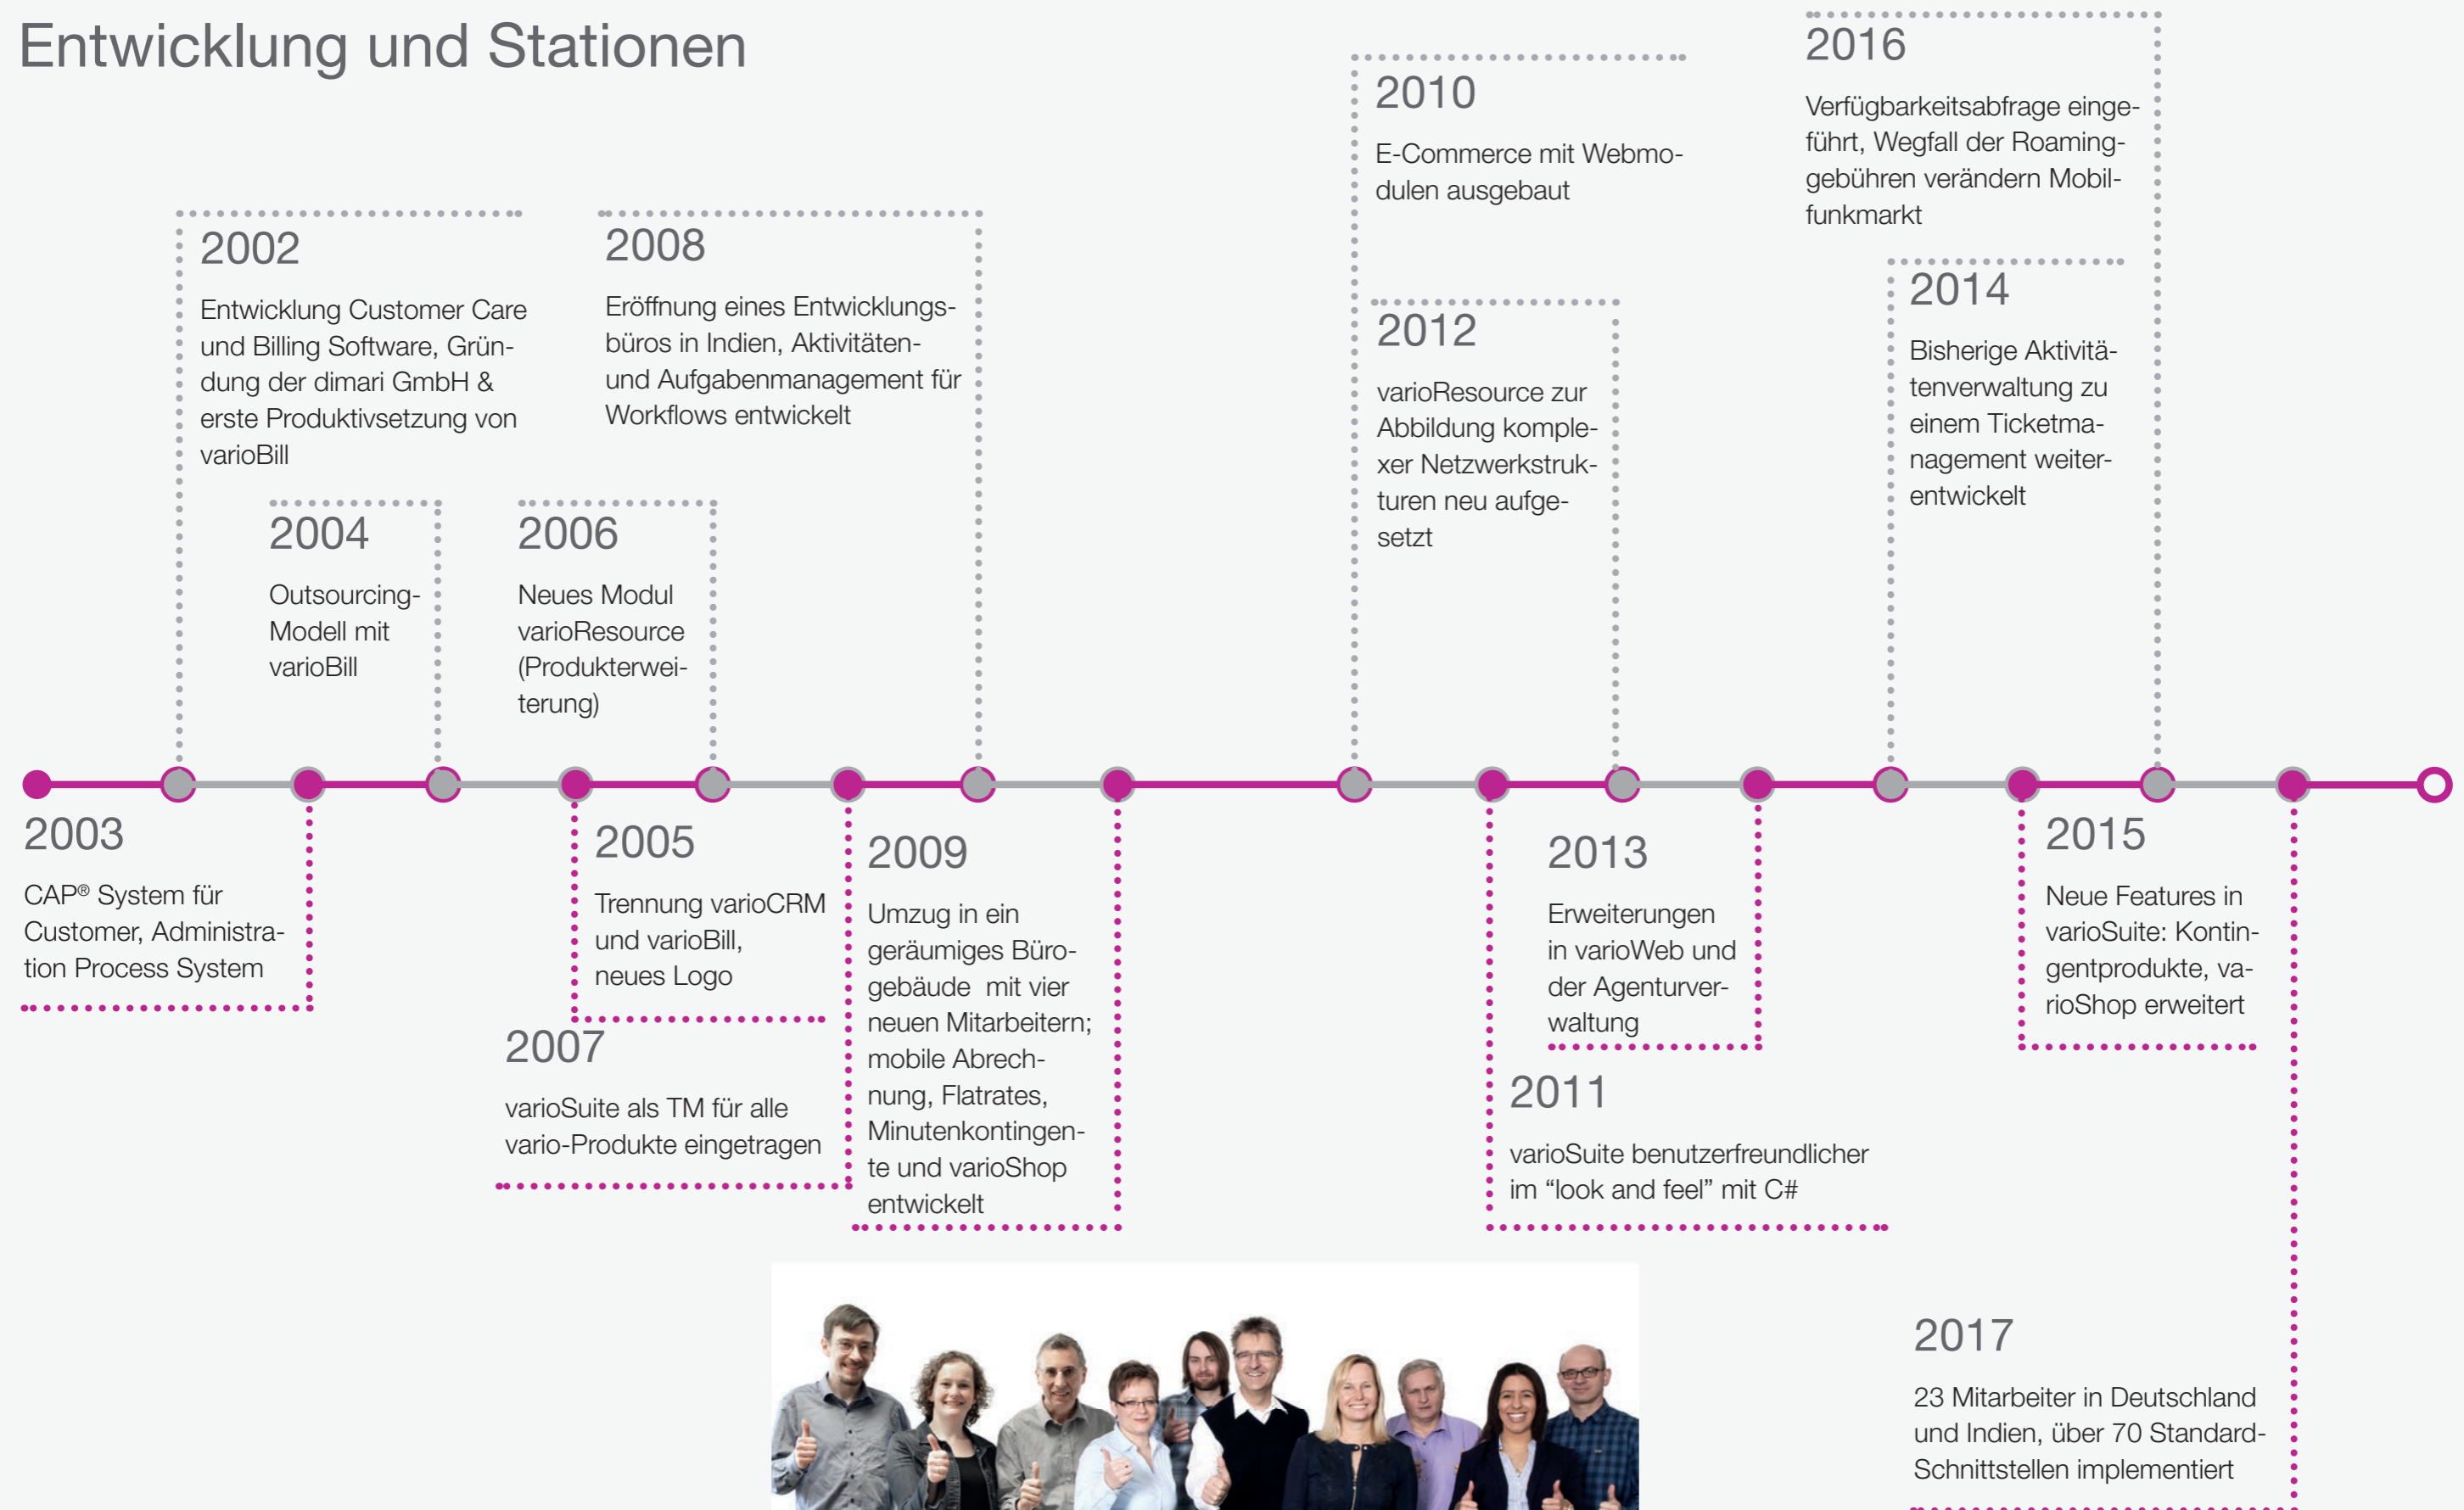 Entwicklung und Stationen
2002
Entwicklung Customer Care
und Billing Software, Grün-
dung der dimari GmbH &
erste Produktivsetzung von
varioBill
2004
Outsourcing-
Modell mit
varioBill
2006
Neues Modul
varioResource
(Produkterwei-
terung)
2008
Eröffnung eines Entwicklungs-
büros in Indien, Aktivitäten-
und Aufgabenmanagement für
Workflows entwickelt
2010
E-Commerce mit Webmo-
dulen ausgebaut
2012
varioResource zur
Abbildung komple-
xer Netzwerkstruk-
turen neu aufge-
setzt
2016
Verfügbarkeitsabfrage einge-
führt, Wegfall der Roaming-
gebühren verändern Mobil-
funkmarkt
2014
Bisherige Aktivitä-
tenverwaltung zu
einem Ticketma-
nagement weiter-
entwickelt
2003
CAP® System für
Customer, Administra-
tion Process System
2005
Trennung varioCRM
und varioBill,
neues Logo
2007
varioSuite als TM für alle
vario-Produkte eingetragen
2009
Umzug in ein
geräumiges Büro-
gebäude  mit vier
neuen Mitarbeitern;
mobile Abrech-
nung, Flatrates,
Minutenkontingen-
te und varioShop
entwickelt
2013
Erweiterungen
in varioWeb und
der Agenturver-
waltung
2011
varioSuite benutzerfreundlicher
im “look and feel” mit C#
2015
Neue Features in
varioSuite: Kontin-
gentprodukte, va-
rioShop erweitert
2017
23 Mitarbeiter in Deutschland
und Indien, über 70 Standard-
Schnittstellen implementiert